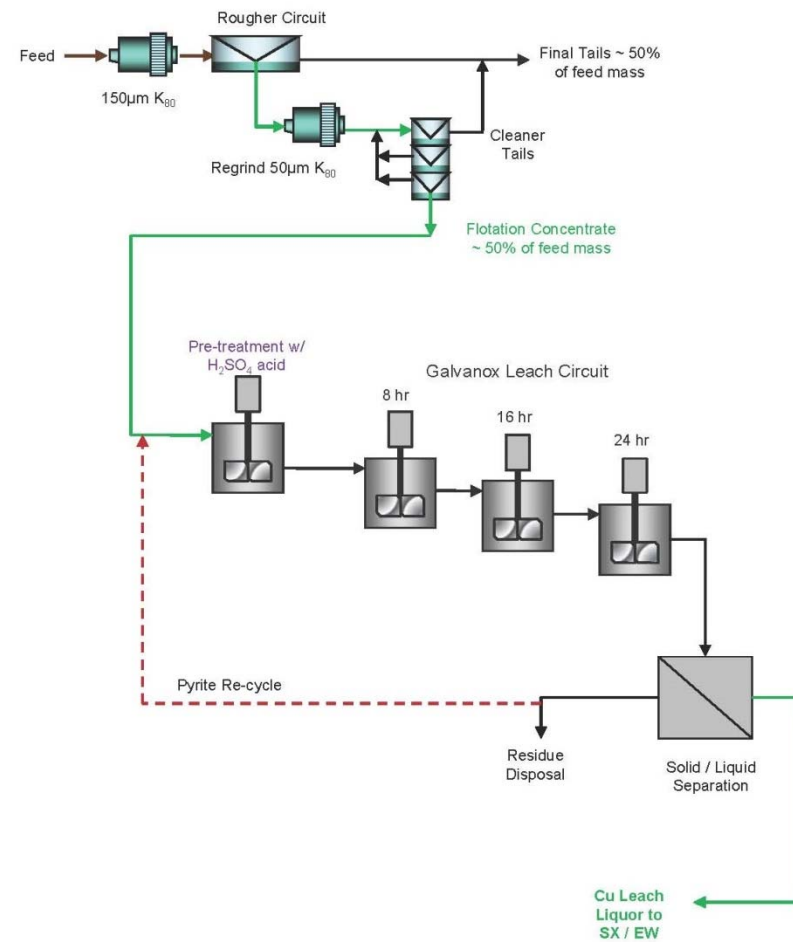 Rougher Circuit
Feed
Final Tails ~ 50%
of feed mass
150µm K₈₀
Cleaner
Tails
Regrind 50µm K₈₀
Flotation Concentrate
~ 50% of feed mass
Pre-treatment w/
H₂SO₄ acid
Galvanox Leach Circuit
8 hr
16 hr
24 hr
Pyrite Re-cycle
Residue
Disposal
Solid / Liquid
Separation
Cu Leach
Liquor to
SX / EW